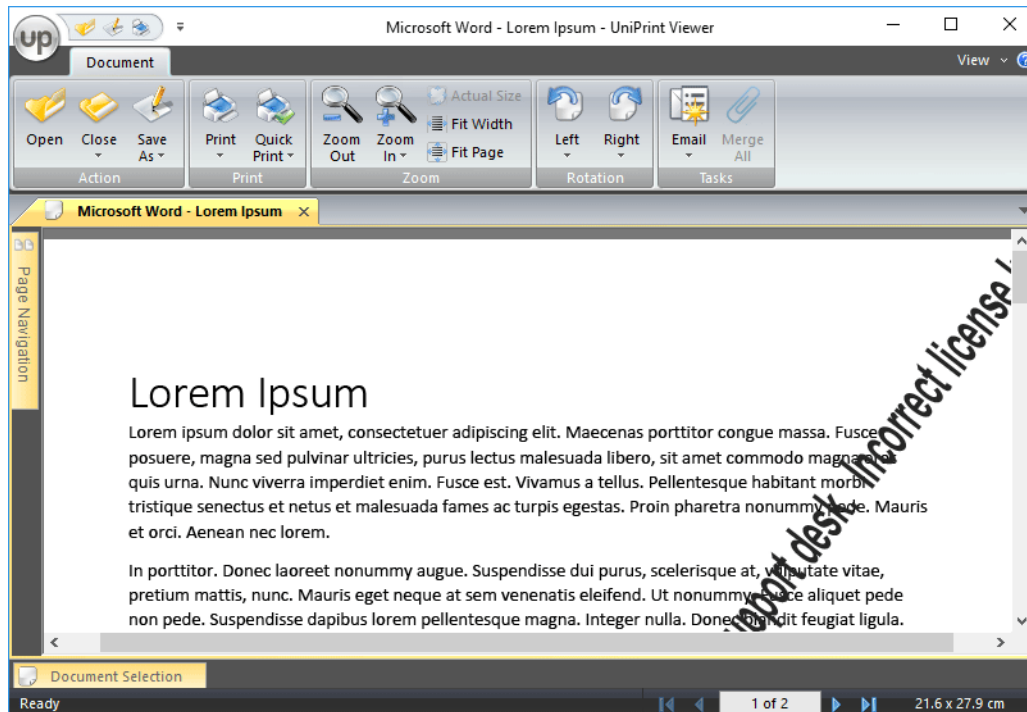 up
Microsoft Word - Lorem Ipsum - UniPrint Viewer
Document
View
Open
Close
Save As
Print
Quick Print
Zoom Out
Zoom In
Actual Size
Fit Width
Fit Page
Left
Right
Email
Merge All
Action
Print
Zoom
Rotation
Tasks
Microsoft Word - Lorem Ipsum
Page Navigation
Lorem Ipsum
Lorem ipsum dolor sit amet, consectetuer adipiscing elit. Maecenas porttitor congue massa. Fusce
posuere, magna sed pulvinar ultricies, purus lectus malesuada libero, sit amet commodo magna eros
quis urna. Nunc viverra imperdiet enim. Fusce est. Vivamus a tellus. Pellentesque habitant morbi
tristique senectus et netus et malesuada fames ac turpis egestas. Proin pharetra nonummy pede. Mauris
et orci. Aenean nec lorem.
In porttitor. Donec laoreet nonummy augue. Suspendisse dui purus, scelerisque at, vulputate vitae,
pretium mattis, nunc. Mauris eget neque at sem venenatis eleifend. Ut nonummy. Fusce aliquet pede
non pede. Suspendisse dapibus lorem pellentesque magna. Integer nulla. Donec blandit feugiat ligula.
support desk Incorrect license
Document Selection
Ready
1 of 2
21.6 x 27.9 cm